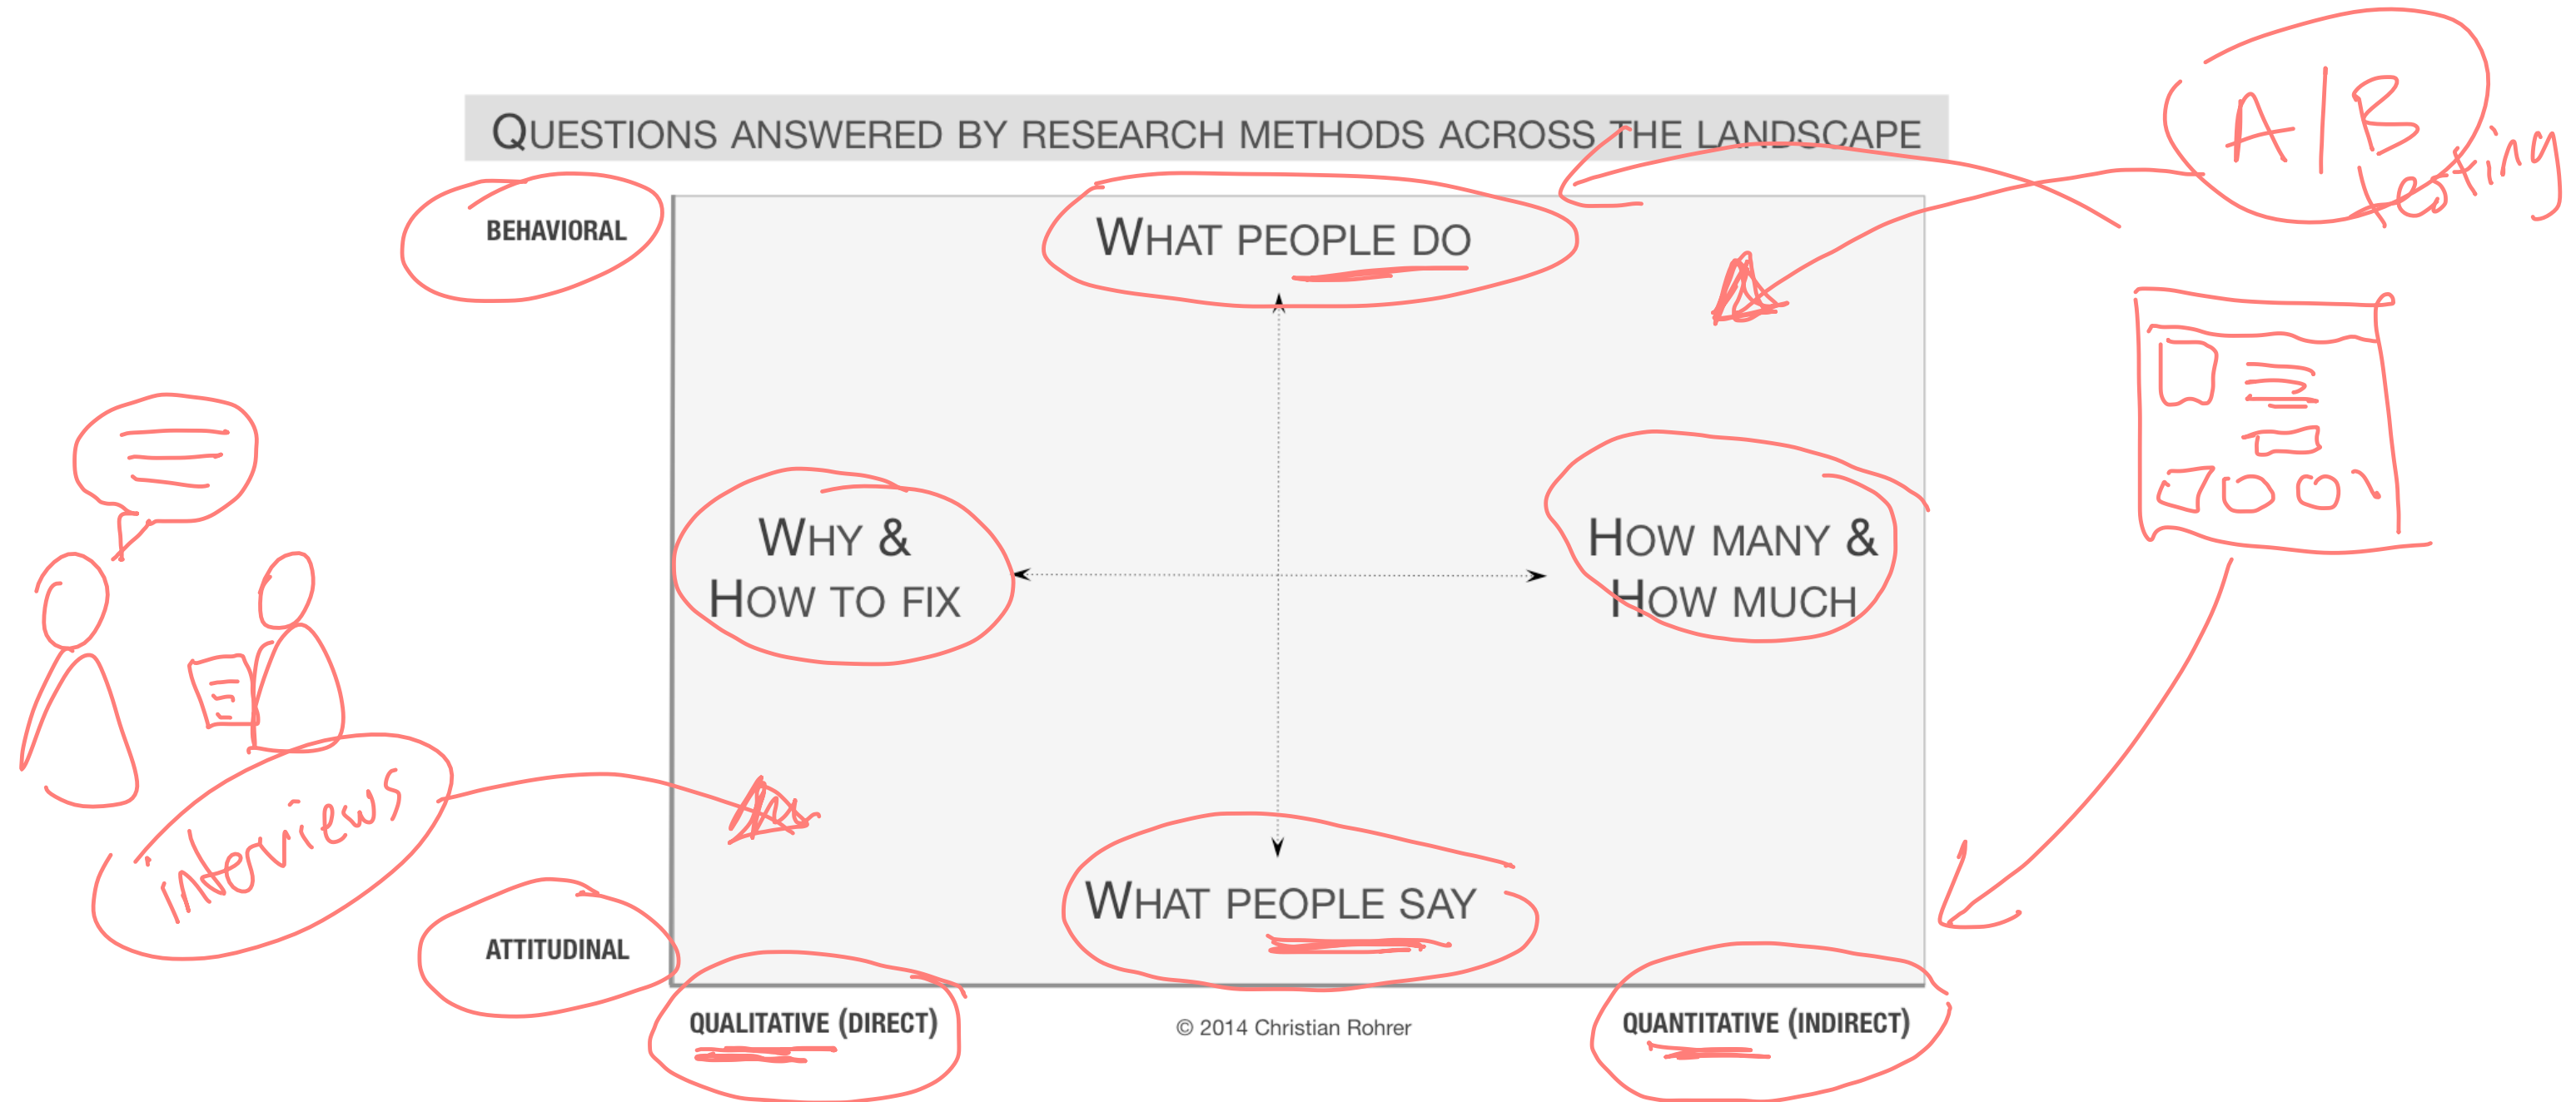 A/B
testing
QUESTIONS ANSWERED BY RESEARCH METHODS ACROSS THE LANDSCAPE
BEHAVIORAL
WHAT PEOPLE DO
WHY &
HOW TO FIX
HOW MANY &
HOW MUCH
interviews
WHAT PEOPLE SAY
ATTITUDINAL
QUALITATIVE (DIRECT)
© 2014 Christian Rohrer
QUANTITATIVE (INDIRECT)